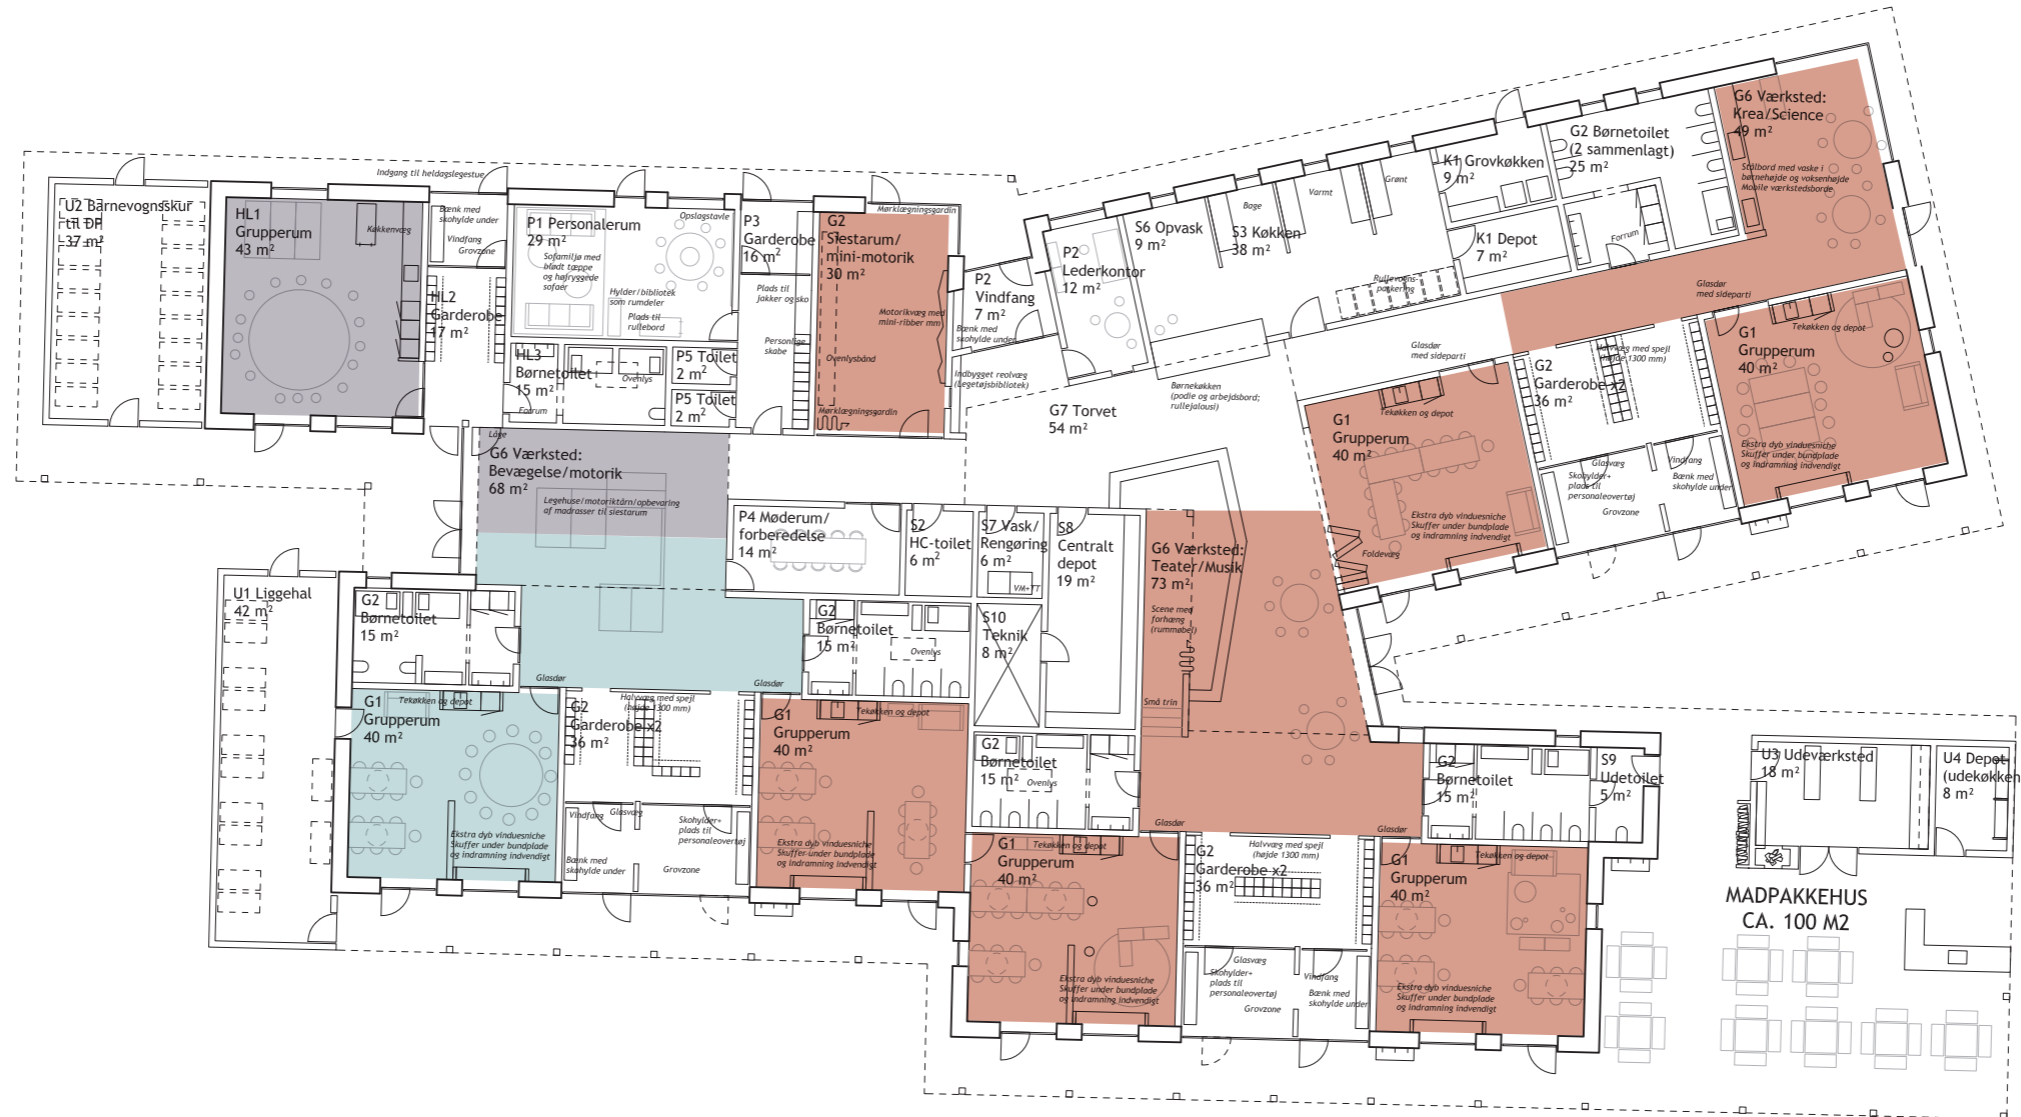 U2 Barnevognsskur
til DP
37 m²
HL1
Grupperum
43 m²
Køkkenvæg
Indgang til heldagslegestue
Bænk med
skohylde under
Vindfang
Grovzone
HL2
Garderobe
17 m²
P1 Personalerum
29 m²
Opslagstavle
Sofamiljø med
blødt tæppe
og højryggede
sofaer
Hylder/bibliotek
som rumdeler
Plads til
rullebord
HL3
Børnetoilet
15 m²
Forrum
Ovenlys
P5 Toilet
2 m²
P5 Toilet
2 m²
P3
Garderobe
16 m²
Plads til
jakker og sko
Personlige
skabe
Mørklægningsgardin
G2
Siestarum/
mini-motorik
30 m²
Motorikvæg med
mini-ribber mm
Ovenlysbånd
Mørklægningsgardin
P2
Vindfang
7 m²
Bænk med
skohylde under
Indbygget reolvæg
(Legetøjsbibliotek)
P2
Lederkontor
12 m²
S6 Opvask
9 m²
Bage
S3 Køkken
38 m²
Varmt
Grønt
Rullevogns-
parkering
K1 Grovkøkken
9 m²
K1 Depot
7 m²
G2 Børnetoilet
(2 sammenlagt)
25 m²
Forrum
G6 Værksted:
Krea/Science
49 m²
Stålbord med vaske i
børnehøjde og voksenhøjde
Mobile værkstedsborde
Glasdør
med sideparti
Børnekøkken
(podie og arbejdsbord;
rullejalousi)
G7 Torvet
54 m²
Glasdør
med sideparti
G1
Grupperum
40 m²
Tekøkken og depot
Ekstra dyb vinduesniche
Skuffer under bundplade
og indramning indvendigt
Foldevæg
G2
Garderobe x2
36 m²
Halvvæg med spejl
(højde 1300 mm)
Glasvæg
Skohylder+
plads til
personaleovertøj
Grovzone
Vindfang
Bænk med
skohylde under
G1
Grupperum
40 m²
Tekøkken og depot
Ekstra dyb vinduesniche
Skuffer under bundplade
og indramning indvendigt
Låge
G6 Værksted:
Bevægelse/motorik
68 m²
Legehuse/motoriktårn/opbevaring
af madrasser til siestarum
P4 Møderum/
forberedelse
14 m²
S2
HC-toilet
6 m²
S7 Vask/
Rengøring
6 m²
VM+TT
S8
Centralt
depot
19 m²
S10
Teknik
8 m²
G6 Værksted:
Teater/Musik
73 m²
Scene med
forhæng
(rummøbel)
Små trin
U1 Liggehal
42 m²
G2
Børnetoilet
15 m²
G2
Børnetoilet
15 m²
Ovenlys
Glasdør
Glasdør
G1
Grupperum
40 m²
Tekøkken og depot
Ekstra dyb vinduesniche
Skuffer under bundplade
og indramning indvendigt
G2
Garderobe x2
36 m²
Halvvæg med spejl
(højde 1300 mm)
Vindfang
Glasvæg
Skohylder+
plads til
personaleovertøj
Bænk med
skohylde under
Grovzone
G1
Grupperum
40 m²
Tekøkken og depot
Ekstra dyb vinduesniche
Skuffer under bundplade
og indramning indvendigt
G2
Børnetoilet
15 m²
Ovenlys
Glasdør
Glasdør
G1
Grupperum
40 m²
Tekøkken og depot
Ekstra dyb vinduesniche
Skuffer under bundplade
og indramning indvendigt
G2
Garderobe x2
36 m²
Halvvæg med spejl
(højde 1300 mm)
Glasvæg
Skohylder+
plads til
personaleovertøj
Grovzone
Vindfang
Bænk med
skohylde under
G1
Grupperum
40 m²
Tekøkken og depot
Ekstra dyb vinduesniche
Skuffer under bundplade
og indramning indvendigt
G2
Børnetoilet
15 m²
S9
Udetoilet
5 m²
U3 Udeværksted
18 m²
U4 Depot
(udekøkken
8 m²
MADPAKKEHUS
CA. 100 M2